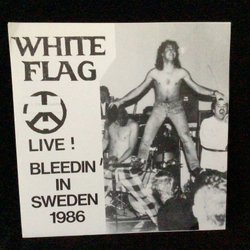 WHITE
FLAG
LIVE !
BLEEDIN'
IN
SWEDEN
1986